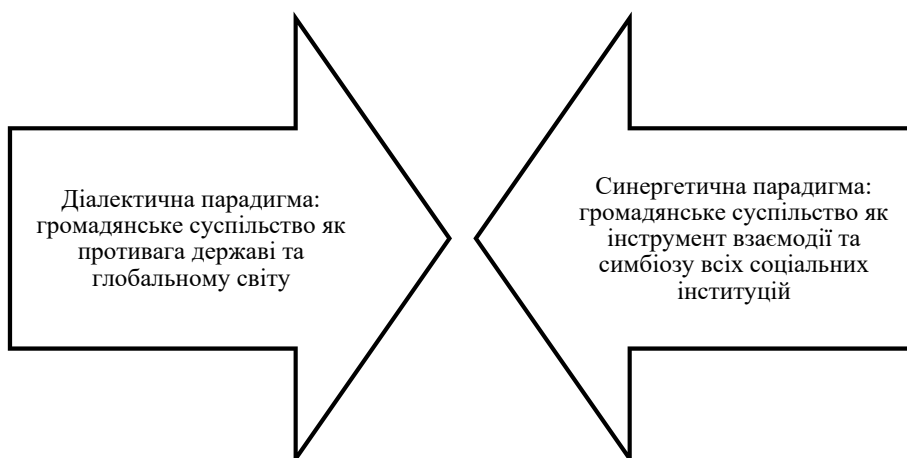 Діалектична парадигма:
громадянське суспільство як
противага державі та
глобальному світу
Синергетична парадигма:
громадянське суспільство як
інструмент взаємодії та
симбіозу всіх соціальних
інституцій